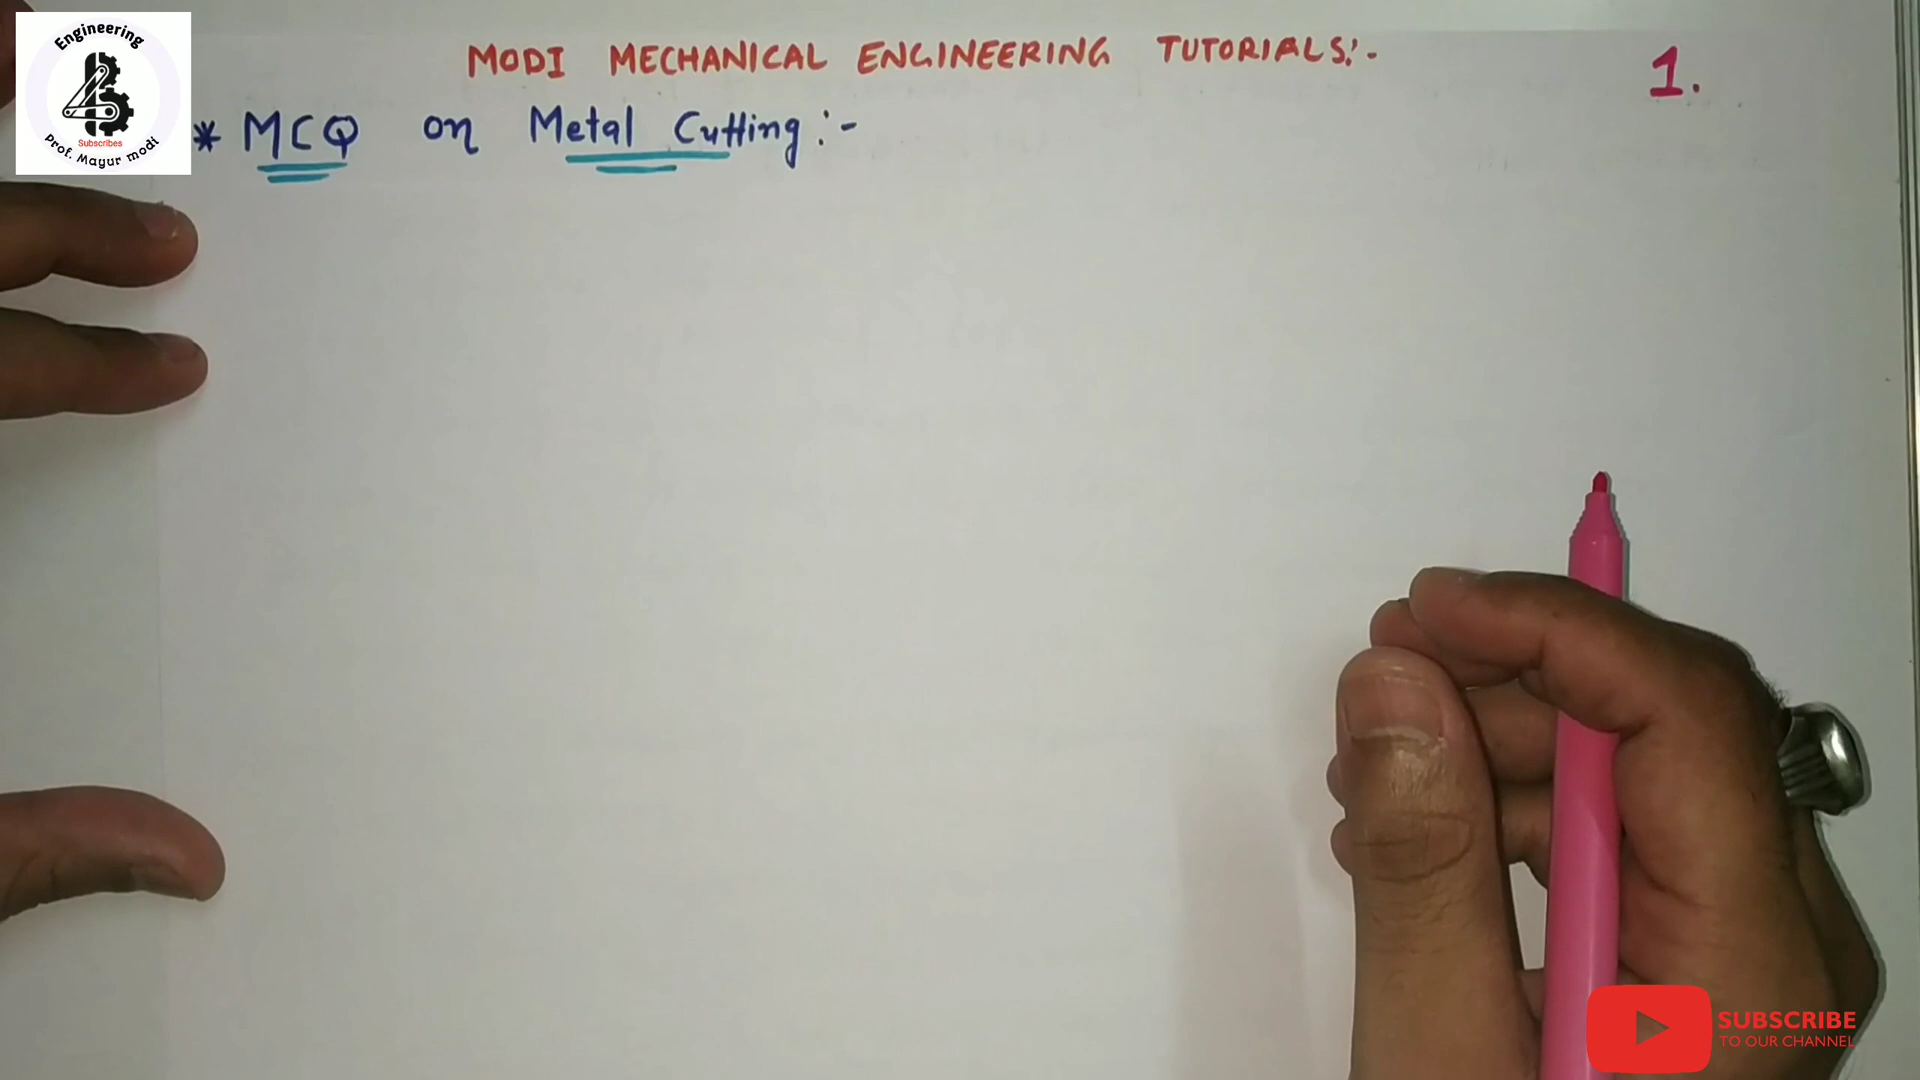 Engineering
Subscribes
Prof. Mayur modi
MODI MECHANICAL ENGINEERING TUTORIALS:-
1.
* MCQ on Metal Cutting:-
SUBSCRIBE
TO OUR CHANNEL